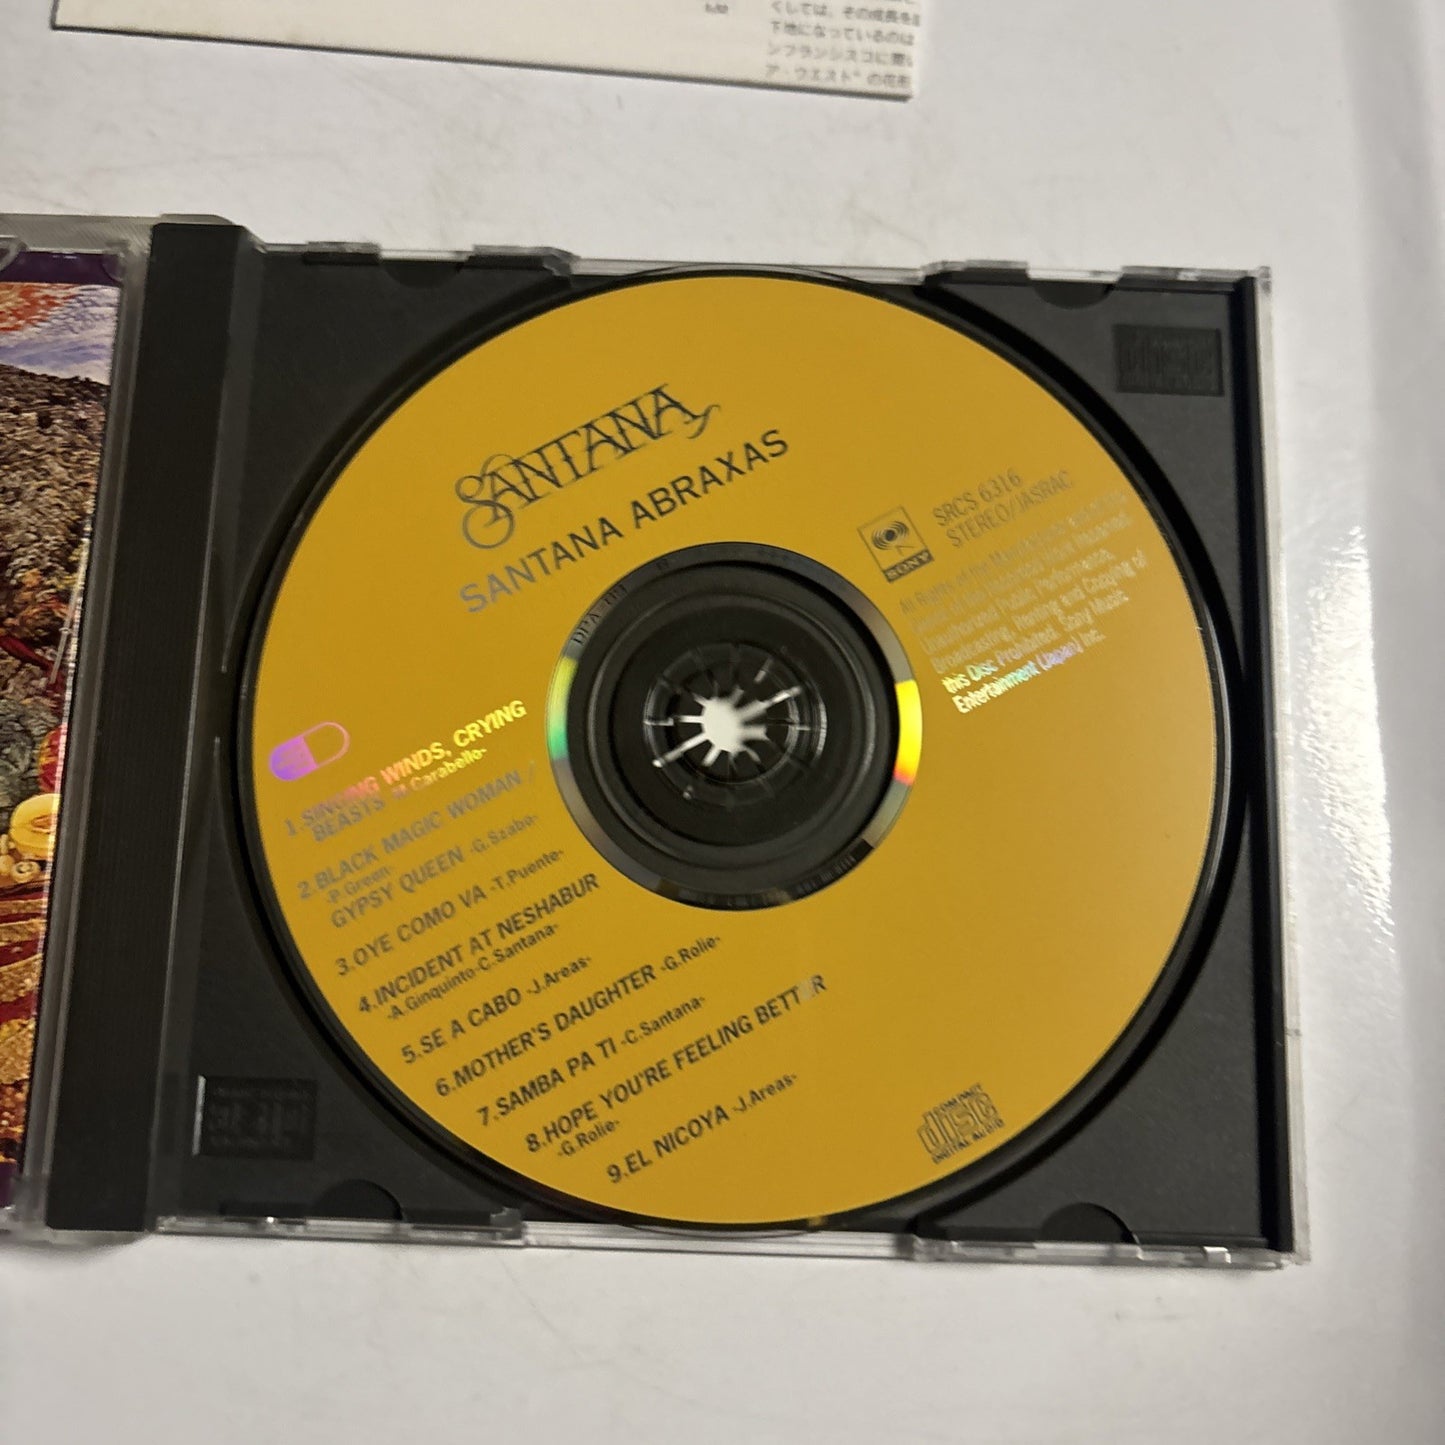 くしては、その成長を
下地になっているのは
ンフランシスコに
ア・ウエスト"の花形
SANTANA
SANTANA ABRAXAS
SONY
SRCS 6316
STEREO/JASRAC
All Rights of the
Unauthorized Public Performance,
Broadcasting, Renting and Copying of
this Disc Prohibited. Sony Music
Entertainment (Japan) Inc.
1.SINGING WINDS, CRYING
BEASTS -M.Carabello-
2.BLACK MAGIC WOMAN /
-P.Green-
GYPSY QUEEN -G.Szabo-
3.OYE COMO VA -T.Puente-
4.INCIDENT AT NESHABUR
-A.Ginquinto-C.Santana-
5.SE A CABO -J.Areas-
6.MOTHER'S DAUGHTER -G.Rolie-
7.SAMBA PA TI -C.Santana-
8.HOPE YOU'RE FEELING BETTER
-G.Rolie-
9.EL NICOYA -J.Areas-
COMPACT
disc
DIGITAL AUDIO